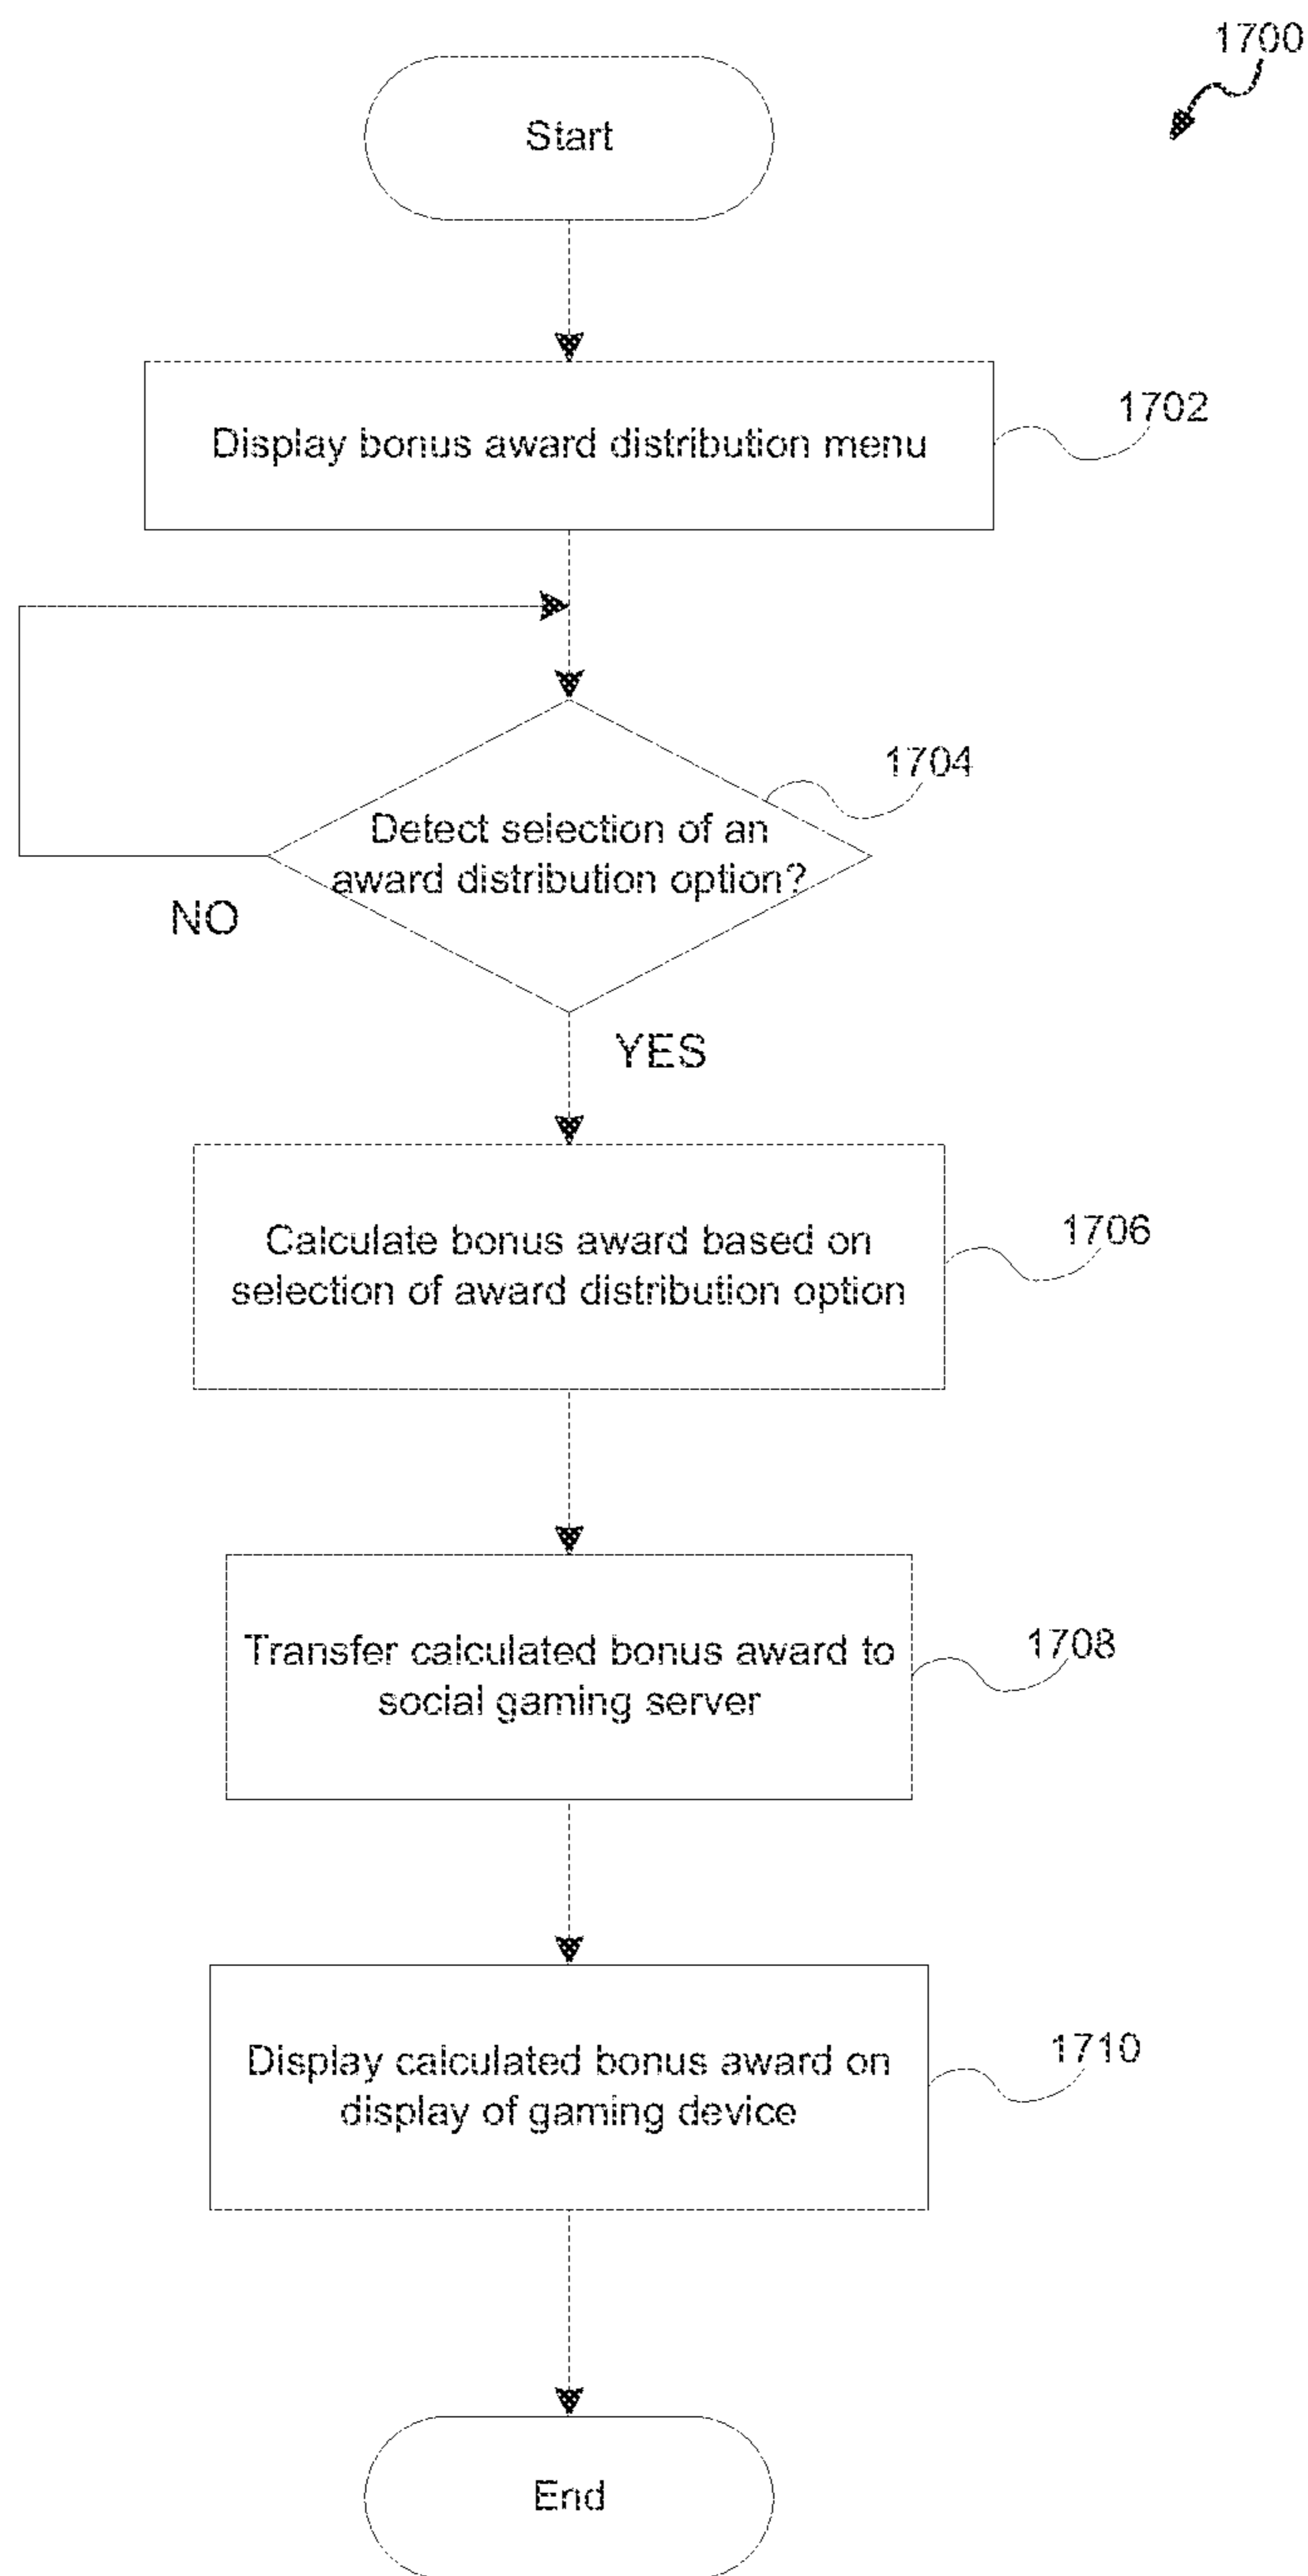 1700
Start
Display bonus award distribution menu
1702
1704
Detect selection of an
award distribution option?
NO
YES
Calculate bonus award based on
selection of award distribution option
1706
Transfer calculated bonus award to
social gaming server
1708
Display calculated bonus award on
display of gaming device
1710
End